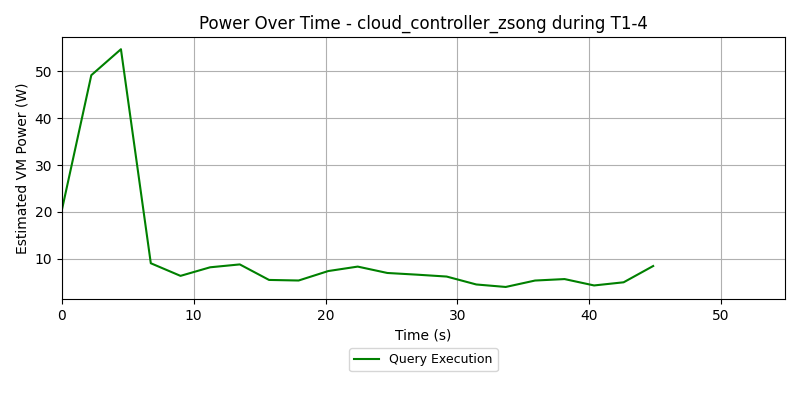 Power Over Time - cloud_controller_zsong during T1-4
Estimated VM Power (W)
50
40
30
20
10
0 10 20 30 40 50
Time (s)
Query Execution